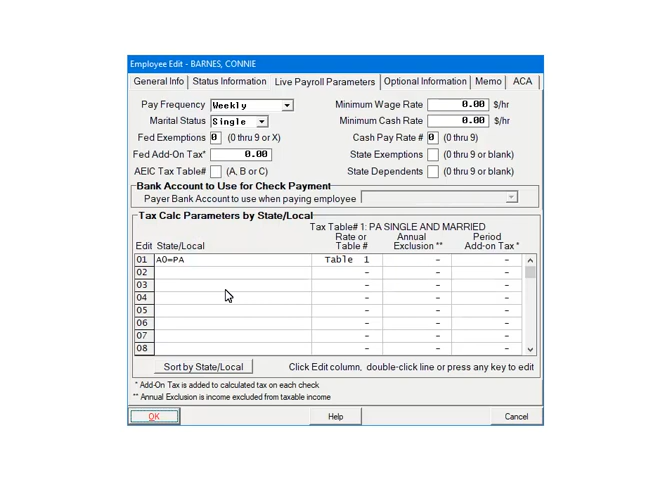 Employee Edit - BARNES, CONNIE
General Info Status Information Live Payroll Parameters Optional Information Memo ACA
Pay Frequency Weekly Minimum Wage Rate 0.00 $/hr
Marital Status Single Minimum Cash Rate 0.00 $/hr
Fed Exemptions 0 (0 thru 9 or X) Cash Pay Rate # 0 (0 thru 9)
Fed Add-On Tax* 0.00 State Exemptions (0 thru 9 or blank)
AEIC Tax Table# (A, B or C) State Dependents (0 thru 9 or blank)
Bank Account to Use for Check Payment
Payer Bank Account to use when paying employee
Tax Calc Parameters by State/Local
Tax Table# 1: PA SINGLE AND MARRIED
Rate or Annual Period
Edit State/Local Table # Exclusion ** Add-on Tax *
01 A0=PA Table 1 - -
02 - - -
03 - - -
04 - - -
05 - - -
06 - - -
07 - - -
08 - - -
Sort by State/Local Click Edit column, double-click line or press any key to edit
* Add-On Tax is added to calculated tax on each check
** Annual Exclusion is income excluded from taxable income
OK Help Cancel